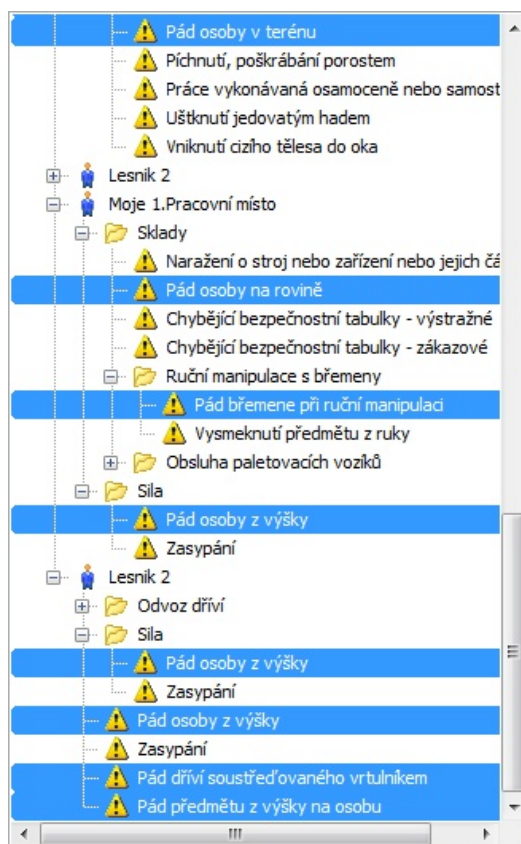 Pád osoby v terénu
Píchnutí, poškrábání porostem
Práce vykonávaná osamoceně nebo samost
Uštknutí jedovatým hadem
Vniknutí cizího tělesa do oka
Lesnik 2
Moje 1.Pracovní místo
Sklady
Naražení o stroj nebo zařízení nebo jejich čá
Pád osoby na rovině
Chybějící bezpečnostní tabulky - výstražné
Chybějící bezpečnostní tabulky - zákazové
Ruční manipulace s břemeny
Pád břemene při ruční manipulaci
Vysmeknutí předmětu z ruky
Obsluha paletovacích vozíků
Sila
Pád osoby z výšky
Zasypání
Lesnik 2
Odvoz dříví
Sila
Pád osoby z výšky
Zasypání
Pád osoby z výšky
Zasypání
Pád dříví soustřeďovaného vrtulníkem
Pád předmětu z výšky na osobu